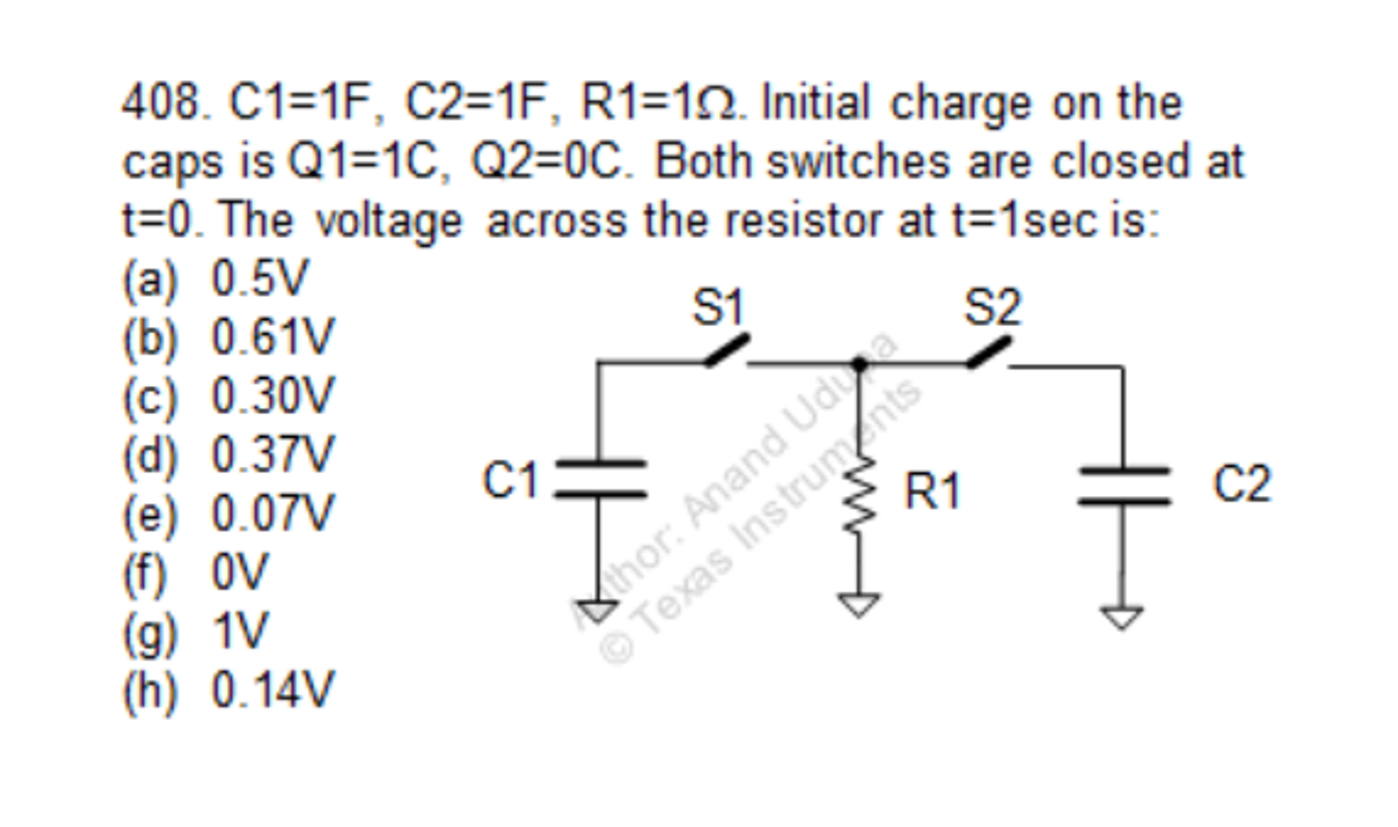 408. C1=1F, C2=1F, R1=1Ω. Initial charge on the
caps is Q1=1C, Q2=0C. Both switches are closed at
t=0. The voltage across the resistor at t=1sec is:
(a) 0.5V
(b) 0.61V
(c) 0.30V
(d) 0.37V
(e) 0.07V
(f) 0V
(g) 1V
(h) 0.14V
S1
S2
C1
R1
C2
Author: Anand Udupa
© Texas Instruments